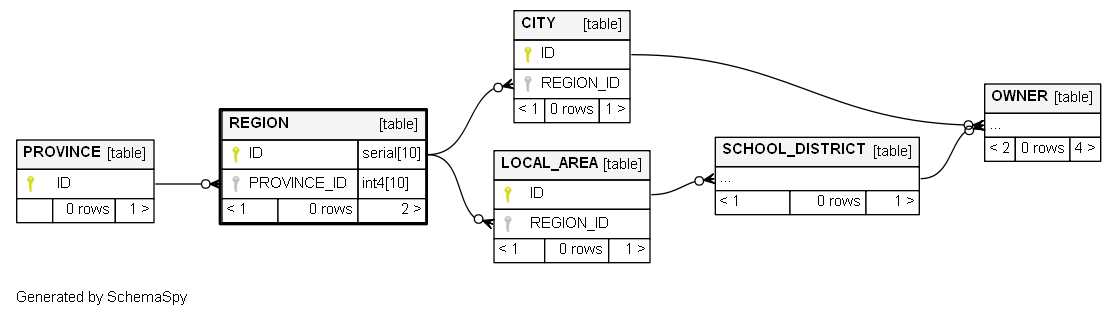 CITY [table]
ID
REGION_ID
< 1 0 rows 1 >
OWNER [table]
...
< 2 0 rows 4 >
REGION [table]
ID serial[10]
PROVINCE_ID int4[10]
< 1 0 rows 2 >
PROVINCE [table]
ID
0 rows 1 >
SCHOOL_DISTRICT [table]
...
< 1 0 rows 1 >
LOCAL_AREA [table]
ID
REGION_ID
< 1 0 rows 1 >
Generated by SchemaSpy